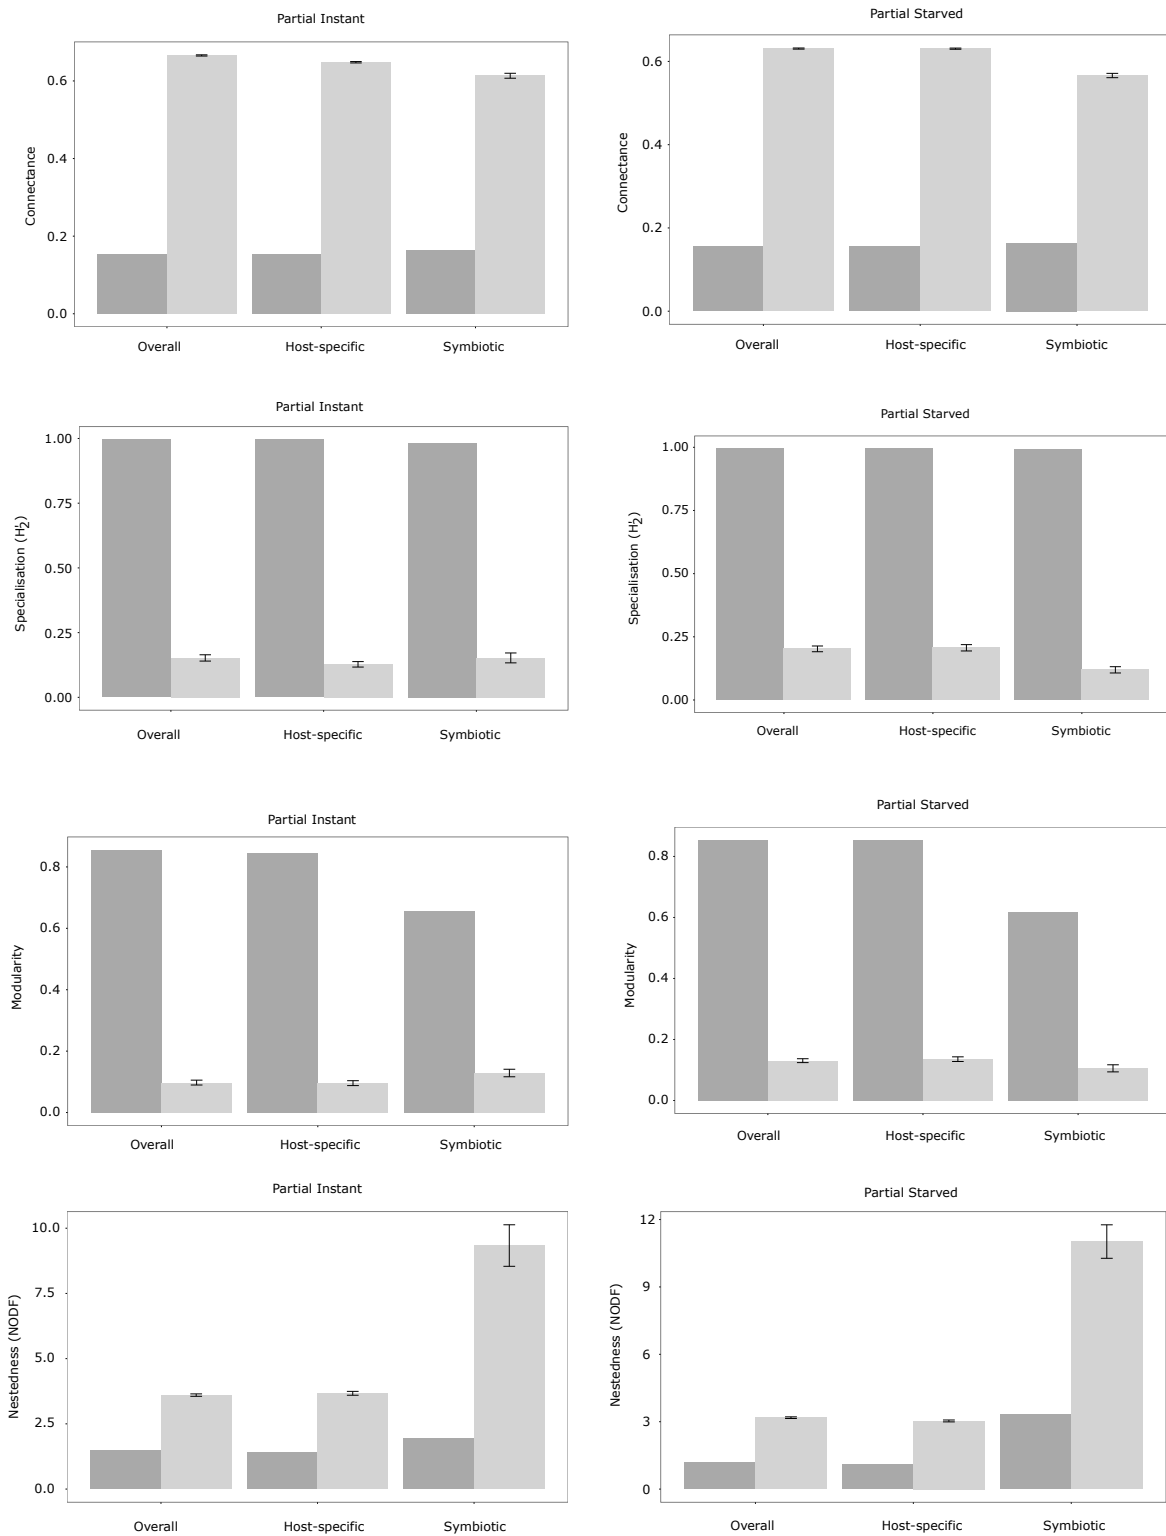 Partial Instant
Connectance
0.6
0.4
0.2
0.0
Overall Host-specific Symbiotic
Partial Starved
Connectance
0.6
0.4
0.2
0.0
Overall Host-specific Symbiotic
Partial Instant
Specialisation (H2')
1.00
0.75
0.50
0.25
0.00
Overall Host-specific Symbiotic
Partial Starved
Specialisation (H2')
1.00
0.75
0.50
0.25
0.00
Overall Host-specific Symbiotic
Partial Instant
Modularity
0.8
0.6
0.4
0.2
0.0
Overall Host-specific Symbiotic
Partial Starved
Modularity
0.8
0.6
0.4
0.2
0.0
Overall Host-specific Symbiotic
Partial Instant
Nestedness (NODF)
10.0
7.5
5.0
2.5
0.0
Overall Host-specific Symbiotic
Partial Starved
Nestedness (NODF)
12
9
6
3
0
Overall Host-specific Symbiotic